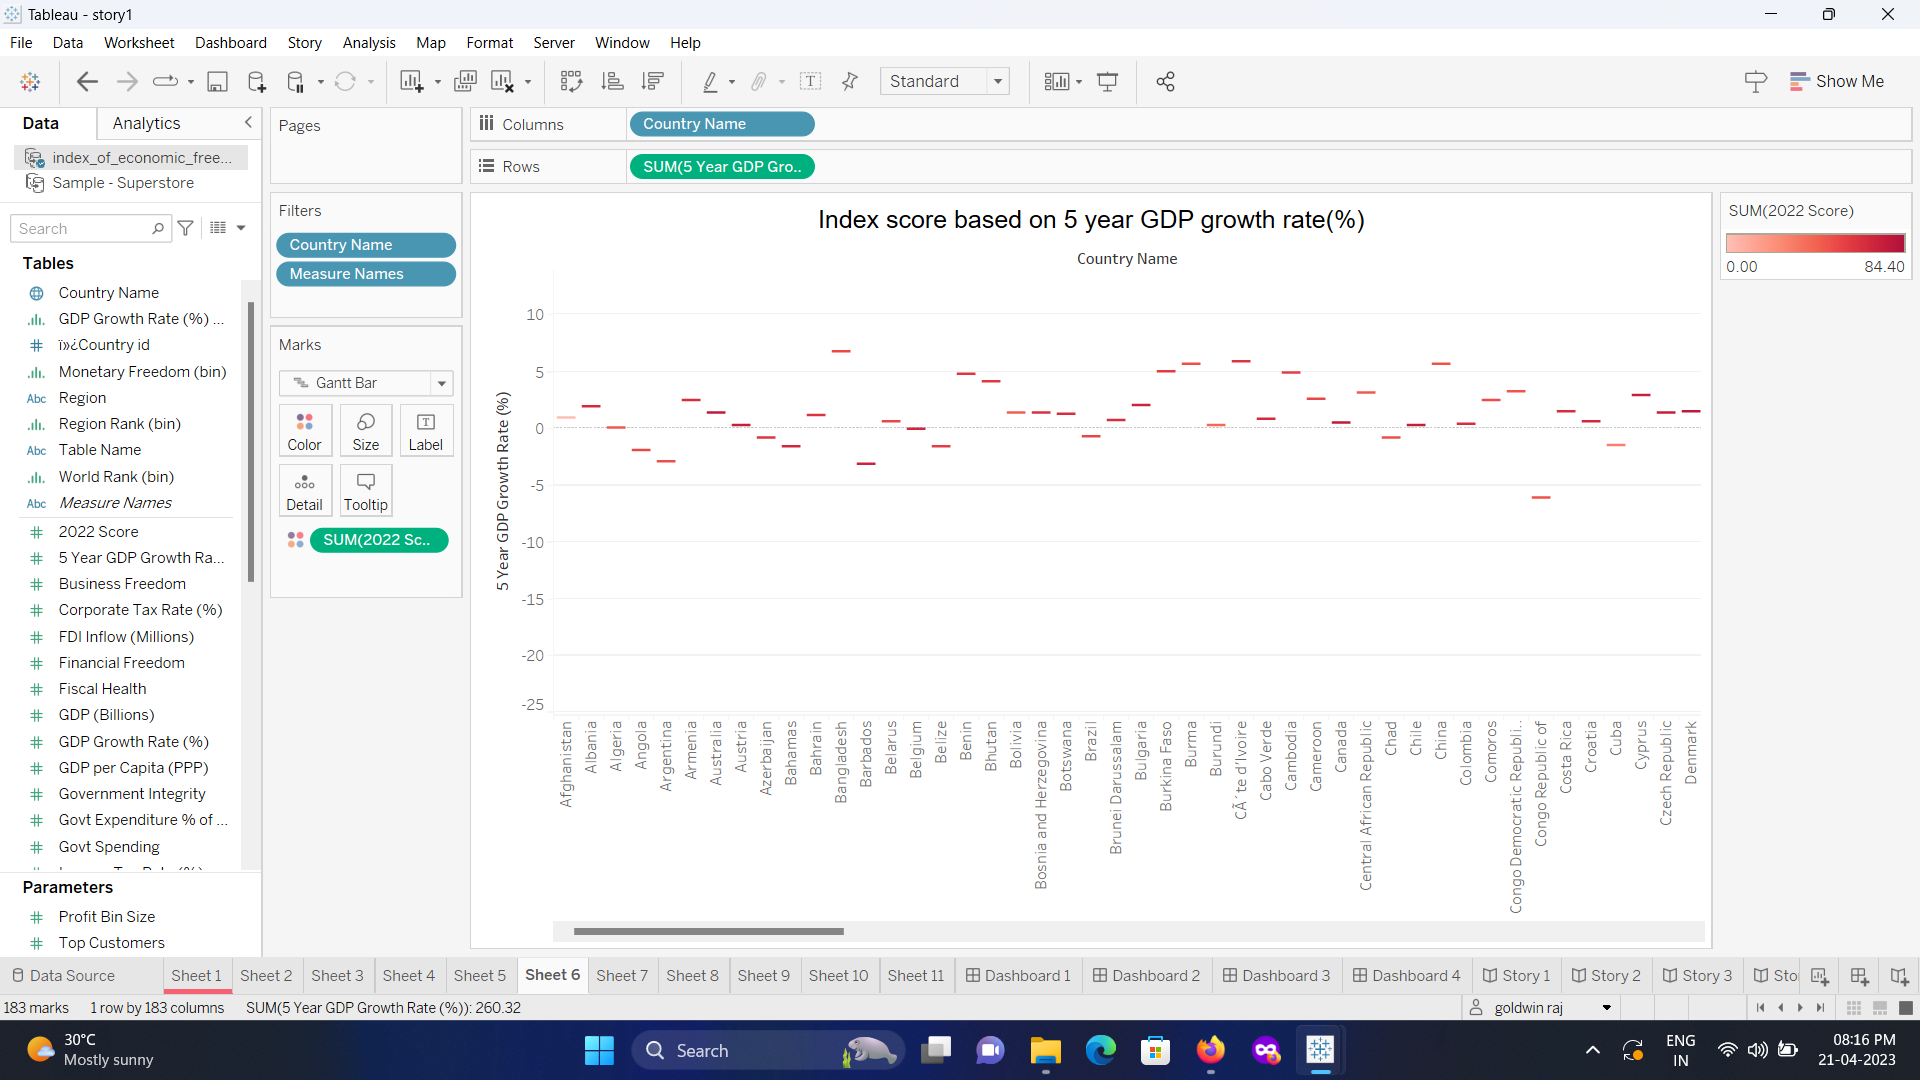 Tableau - story1
File Data Worksheet Dashboard Story Analysis Map Format Server Window Help
Standard
Show Me
Data Analytics
index_of_economic_free...
Sample - Superstore
Search
Tables
Country Name
GDP Growth Rate (%) ...
ï»¿Country id
Monetary Freedom (bin)
Abc Region
Region Rank (bin)
Abc Table Name
World Rank (bin)
Abc Measure Names
2022 Score
5 Year GDP Growth Ra...
Business Freedom
Corporate Tax Rate (%)
FDI Inflow (Millions)
Financial Freedom
Fiscal Health
GDP (Billions)
GDP Growth Rate (%)
GDP per Capita (PPP)
Government Integrity
Govt Expenditure % of ...
Govt Spending
Parameters
Profit Bin Size
Top Customers
Pages
Filters
Country Name
Measure Names
Marks
Gantt Bar
Color Size Label
Detail Tooltip
SUM(2022 Sc..
Columns Country Name
Rows SUM(5 Year GDP Gro..
Index score based on 5 year GDP growth rate(%)
Country Name
5 Year GDP Growth Rate (%)
10
5
0
-5
-10
-15
-20
-25
Afghanistan
Albania
Algeria
Angola
Argentina
Armenia
Australia
Austria
Azerbaijan
Bahamas
Bahrain
Bangladesh
Barbados
Belarus
Belgium
Belize
Benin
Bhutan
Bolivia
Bosnia and Herzegovina
Botswana
Brazil
Brunei Darussalam
Bulgaria
Burkina Faso
Burma
Burundi
CÃ´te d'Ivoire
Cabo Verde
Cambodia
Cameroon
Canada
Central African Republic
Chad
Chile
China
Colombia
Comoros
Congo Democratic Republi..
Congo Republic of
Costa Rica
Croatia
Cuba
Cyprus
Czech Republic
Denmark
SUM(2022 Score)
0.00 84.40
Data Source Sheet 1 Sheet 2 Sheet 3 Sheet 4 Sheet 5 Sheet 6 Sheet 7 Sheet 8 Sheet 9 Sheet 10 Sheet 11 Dashboard 1 Dashboard 2 Dashboard 3 Dashboard 4 Story 1 Story 2 Story 3 Sto
183 marks 1 row by 183 columns SUM(5 Year GDP Growth Rate (%)): 260.32 goldwin raj
30°C
Mostly sunny
Search
ENG
IN
08:16 PM
21-04-2023